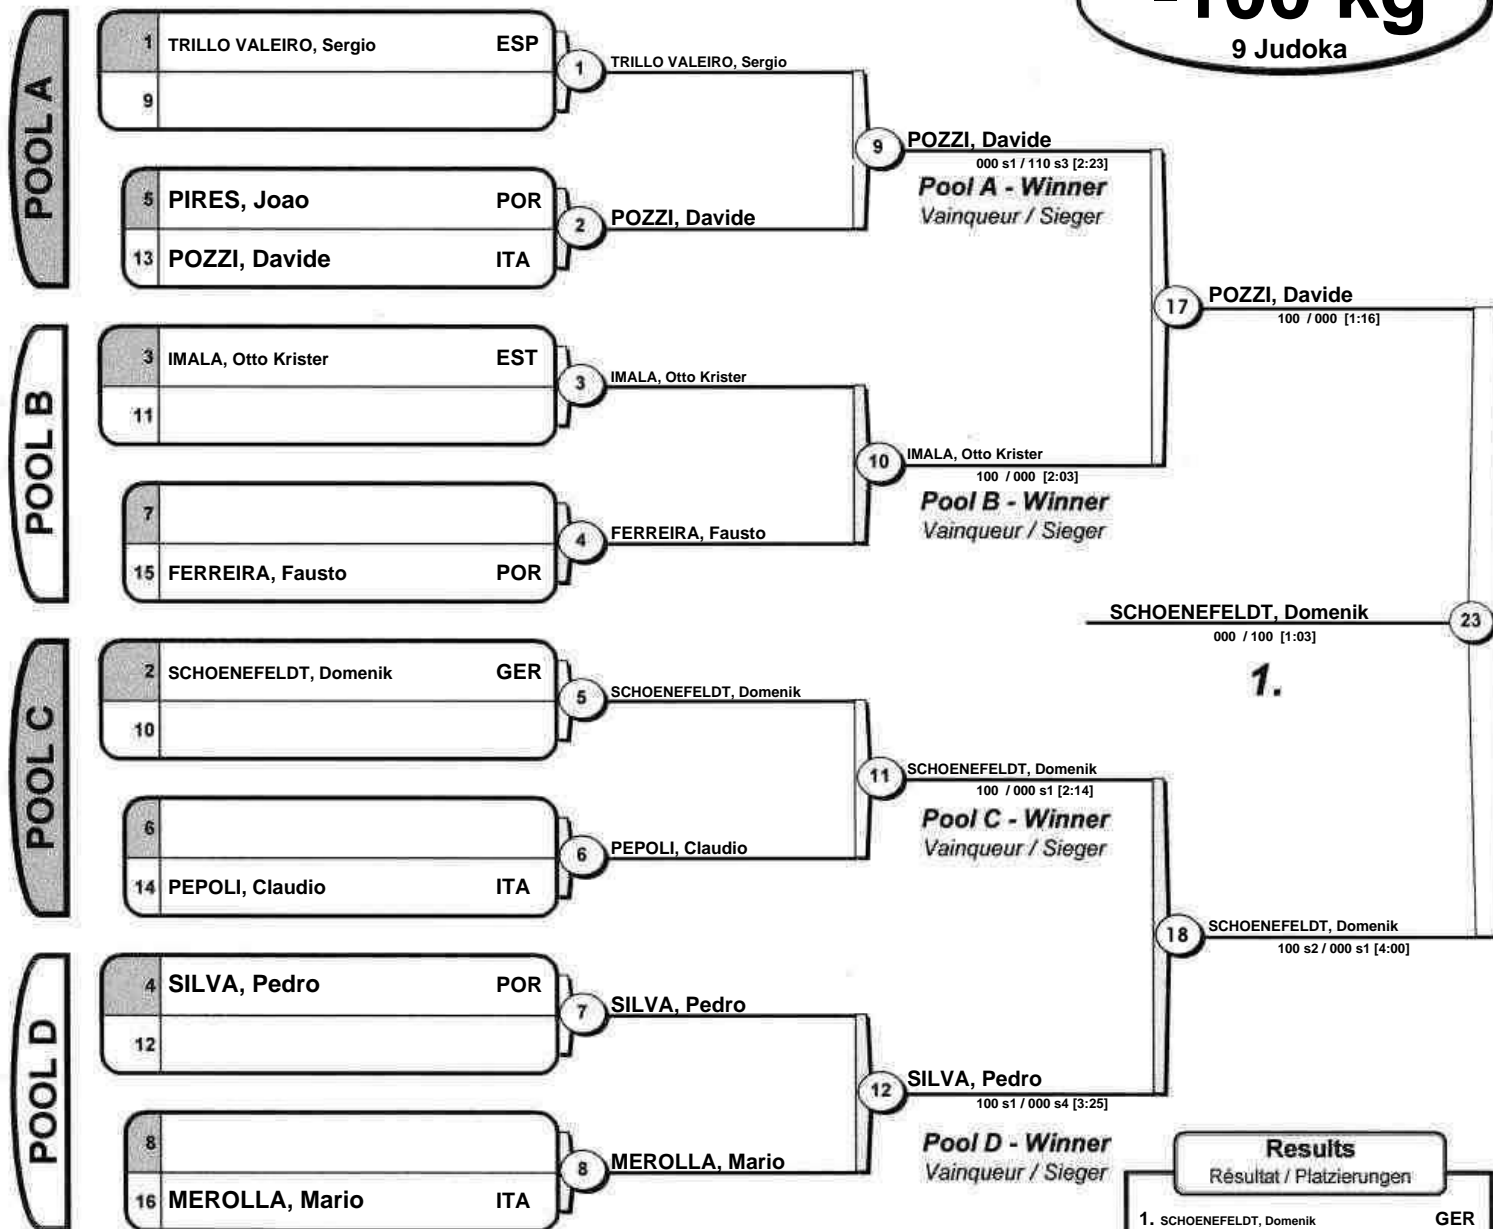 -100 kg
9 Judoka
POOL A
1 TRILLO VALEIRO, Sergio ESP
9
1 TRILLO VALEIRO, Sergio
5 PIRES, Joao POR
13 POZZI, Davide ITA
2 POZZI, Davide
9 POZZI, Davide
000 s1 / 110 s3 [2:23]
Pool A - Winner
Vainqueur / Sieger
17 POZZI, Davide
100 / 000 [1:16]
POOL B
3 IMALA, Otto Krister EST
11
3 IMALA, Otto Krister
7
15 FERREIRA, Fausto POR
4 FERREIRA, Fausto
10 IMALA, Otto Krister
100 / 000 [2:03]
Pool B - Winner
Vainqueur / Sieger
SCHOENEFELDT, Domenik 23
000 / 100 [1:03]
1.
POOL C
2 SCHOENEFELDT, Domenik GER
10
5 SCHOENEFELDT, Domenik
6
14 PEPOLI, Claudio ITA
6 PEPOLI, Claudio
11 SCHOENEFELDT, Domenik
100 / 000 s1 [2:14]
Pool C - Winner
Vainqueur / Sieger
18 SCHOENEFELDT, Domenik
100 s2 / 000 s1 [4:00]
POOL D
4 SILVA, Pedro POR
12
7 SILVA, Pedro
8
16 MEROLLA, Mario ITA
8 MEROLLA, Mario
12 SILVA, Pedro
100 s1 / 000 s4 [3:25]
Pool D - Winner
Vainqueur / Sieger
Results
Résultat / Platzierungen
1. SCHOENEFELDT, Domenik GER